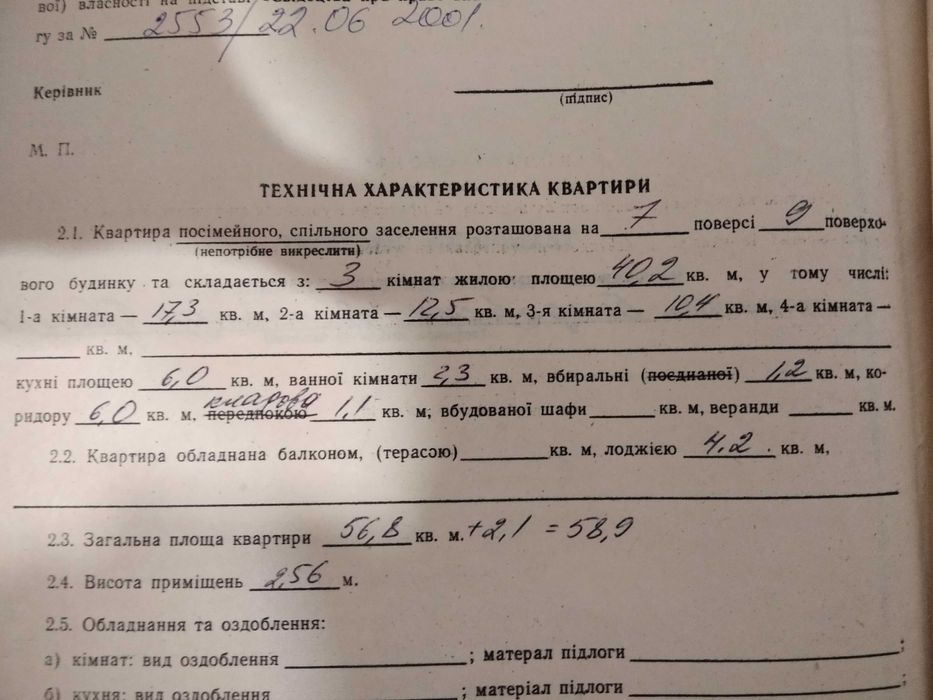 вої) власності на підставі
гу за № 2553/22.06 2001.
Керівник
(підпис)
М. П.
ТЕХНІЧНА ХАРАКТЕРИСТИКА КВАРТИРИ
2.1. Квартира посімейного, спільного заселення розташована на 7 поверсі 9 поверхо-
(непотрібне викреслити)
вого будинку та складається з: 3 кімнат жилою площею 40,2 кв. м, у тому числі:
1-а кімната — 17,3 кв. м, 2-а кімната — 12,5 кв. м, 3-я кімната — 10,4 кв. м, 4-а кімната —
кв. м.
кухні площею 6,0 кв. м, ванної кімнати 2,3 кв. м, вбиральні (поєднаної) 1,2 кв. м, ко-
кладова
ридору 6,0 кв. м. передпокою 1,1 кв. м, вбудованої шафи кв. м, веранди кв. м.
2.2. Квартира обладнана балконом, (терасою) кв. м, лоджією 4.2. кв. м,
2.3. Загальна площа квартири 56,8 кв. м. +2,1 = 58,9
2.4. Висота приміщень 2,56 м.
2.5. Обладнання та оздоблення:
а) кімнат: вид оздоблення ; матерал підлоги ;
б) кухня: вид оздоблення ; матеріал підлоги ;